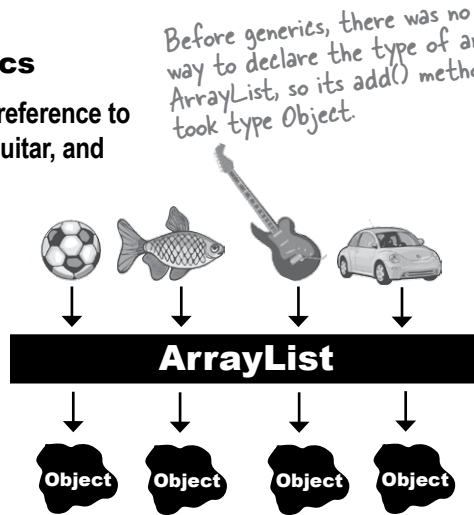 Before generics, there was no
way to declare the type of an
ArrayList, so its add()
took type Object.
cs
reference to
uitar, and
ArrayList
Object Object Object Object